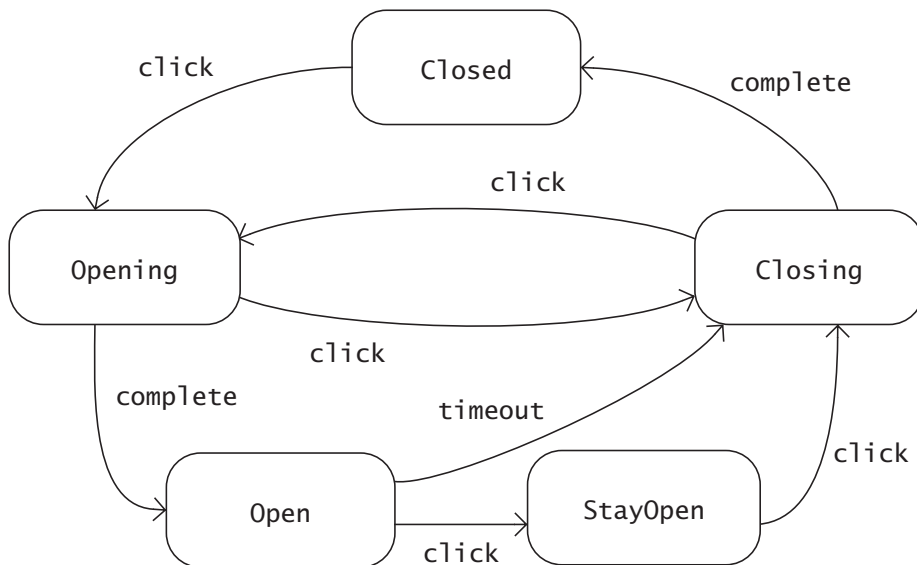 Closed
click
complete
click
Opening
Closing
click
complete
timeout
click
Open
StayOpen
click